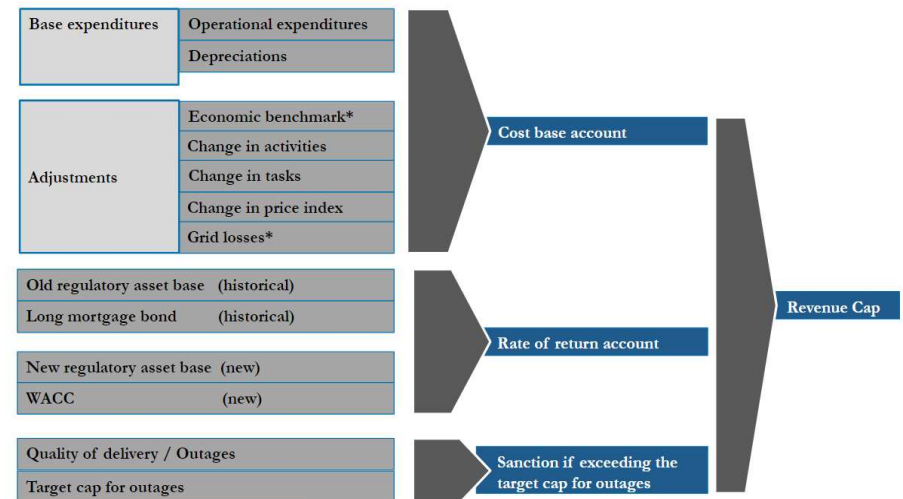 Base expenditures
Operational expenditures
Depreciations
Adjustments
Economic benchmark*
Change in activities
Change in tasks
Change in price index
Grid losses*
Cost base account
Old regulatory asset base (historical)
Long mortgage bond (historical)
New regulatory asset base (new)
WACC (new)
Rate of return account
Quality of delivery / Outages
Target cap for outages
Sanction if exceeding the
target cap for outages
Revenue Cap